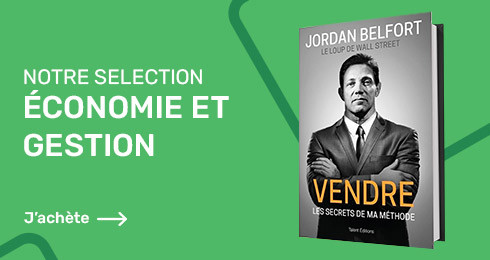 NOTRE SELECTION
ÉCONOMIE ET
GESTION
J'achète
JORDAN BELFORT
LE LOUP DE WALL STREET
VENDRE
LES SECRETS DE MA MÉTHODE
Talent Éditions